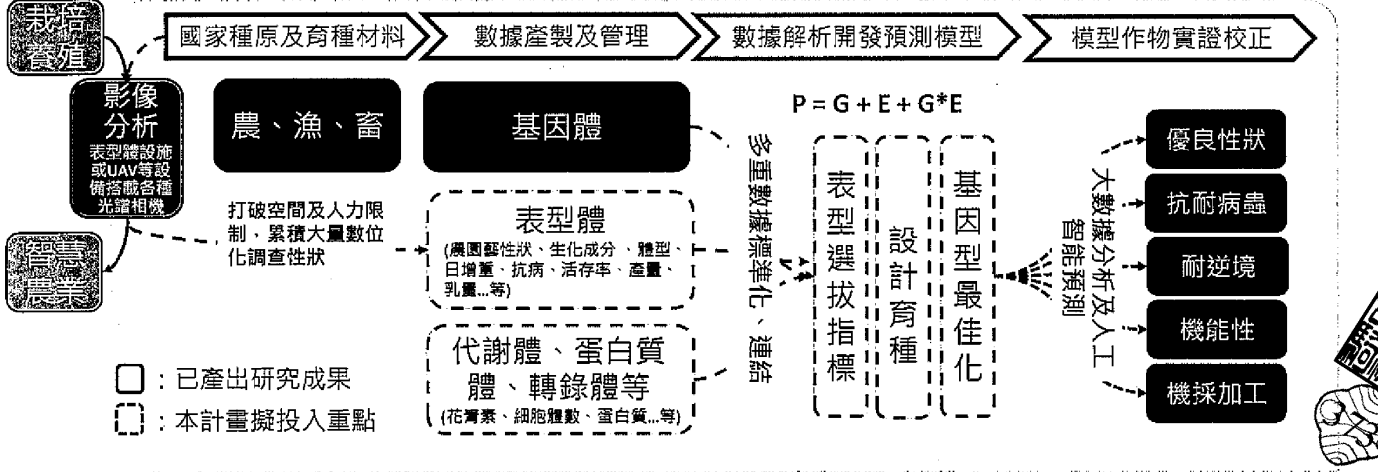 栽培
養殖
國家種原及育種材料
數據產製及管理
數據解析開發預測模型
模型作物實證校正
影像
分析
表型體設施
或UAV等設
備搭載各種
光譜相機
智慧
農業
農、漁、畜
打破空間及人力限
制，累積大量數位
化調查性狀
基因體
表型體
(農園藝性狀、生化成分、體型、
日增重、抗病、活存率、產量、
乳量...等)
代謝體、蛋白質
體、轉錄體等
(花青素、細胞體數、蛋白質...等)
多重數據標準化、連結
P = G + E + G*E
表型選拔指標
設計育種
基因型最佳化
大數據分析及人工
智能預測
優良性狀
抗耐病蟲
耐逆境
機能性
機採加工
：已產出研究成果
：本計畫擬投入重點